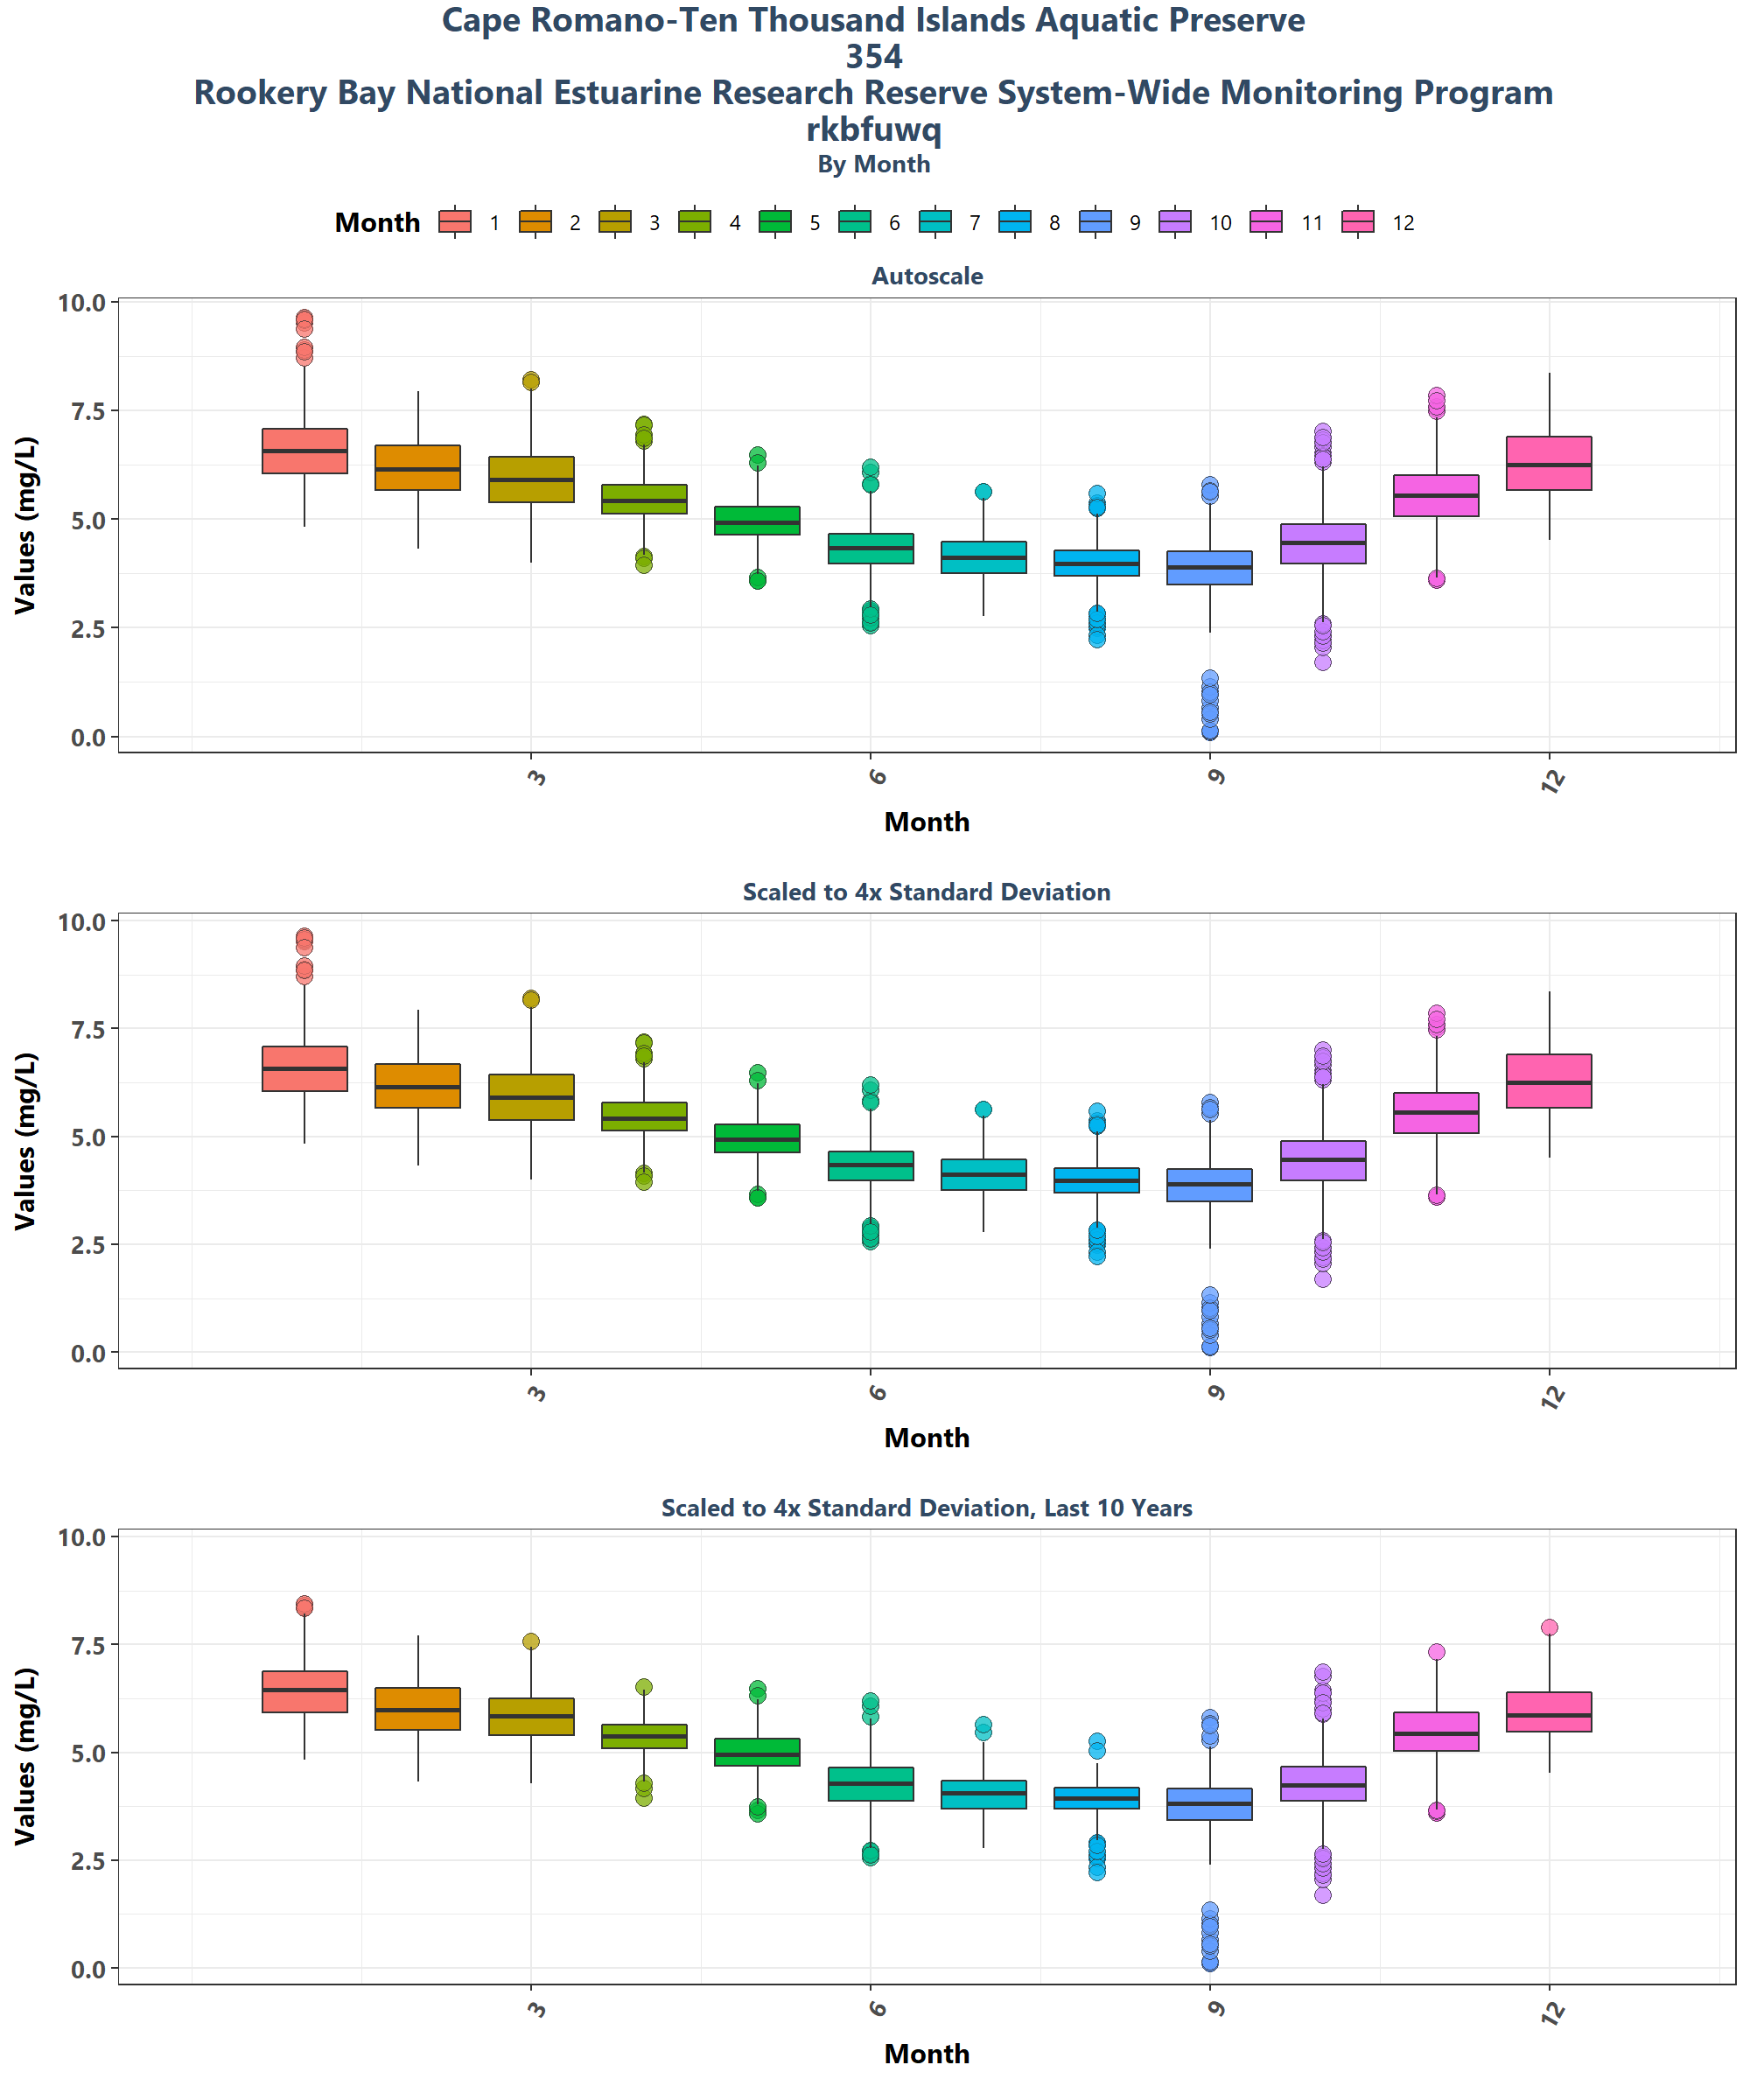 Cape Romano-Ten Thousand Islands Aquatic Preserve
354
Rookery Bay National Estuarine Research Reserve System-Wide Monitoring Program
rkbfuwq
By Month
Month 1 2 3 4 5 6 7 8 9 10 11 12
Autoscale
Values (mg/L)
10.0
7.5
5.0
2.5
0.0
3 6 9 12
Month
Scaled to 4x Standard Deviation
Values (mg/L)
10.0
7.5
5.0
2.5
0.0
3 6 9 12
Month
Scaled to 4x Standard Deviation, Last 10 Years
Values (mg/L)
10.0
7.5
5.0
2.5
0.0
3 6 9 12
Month